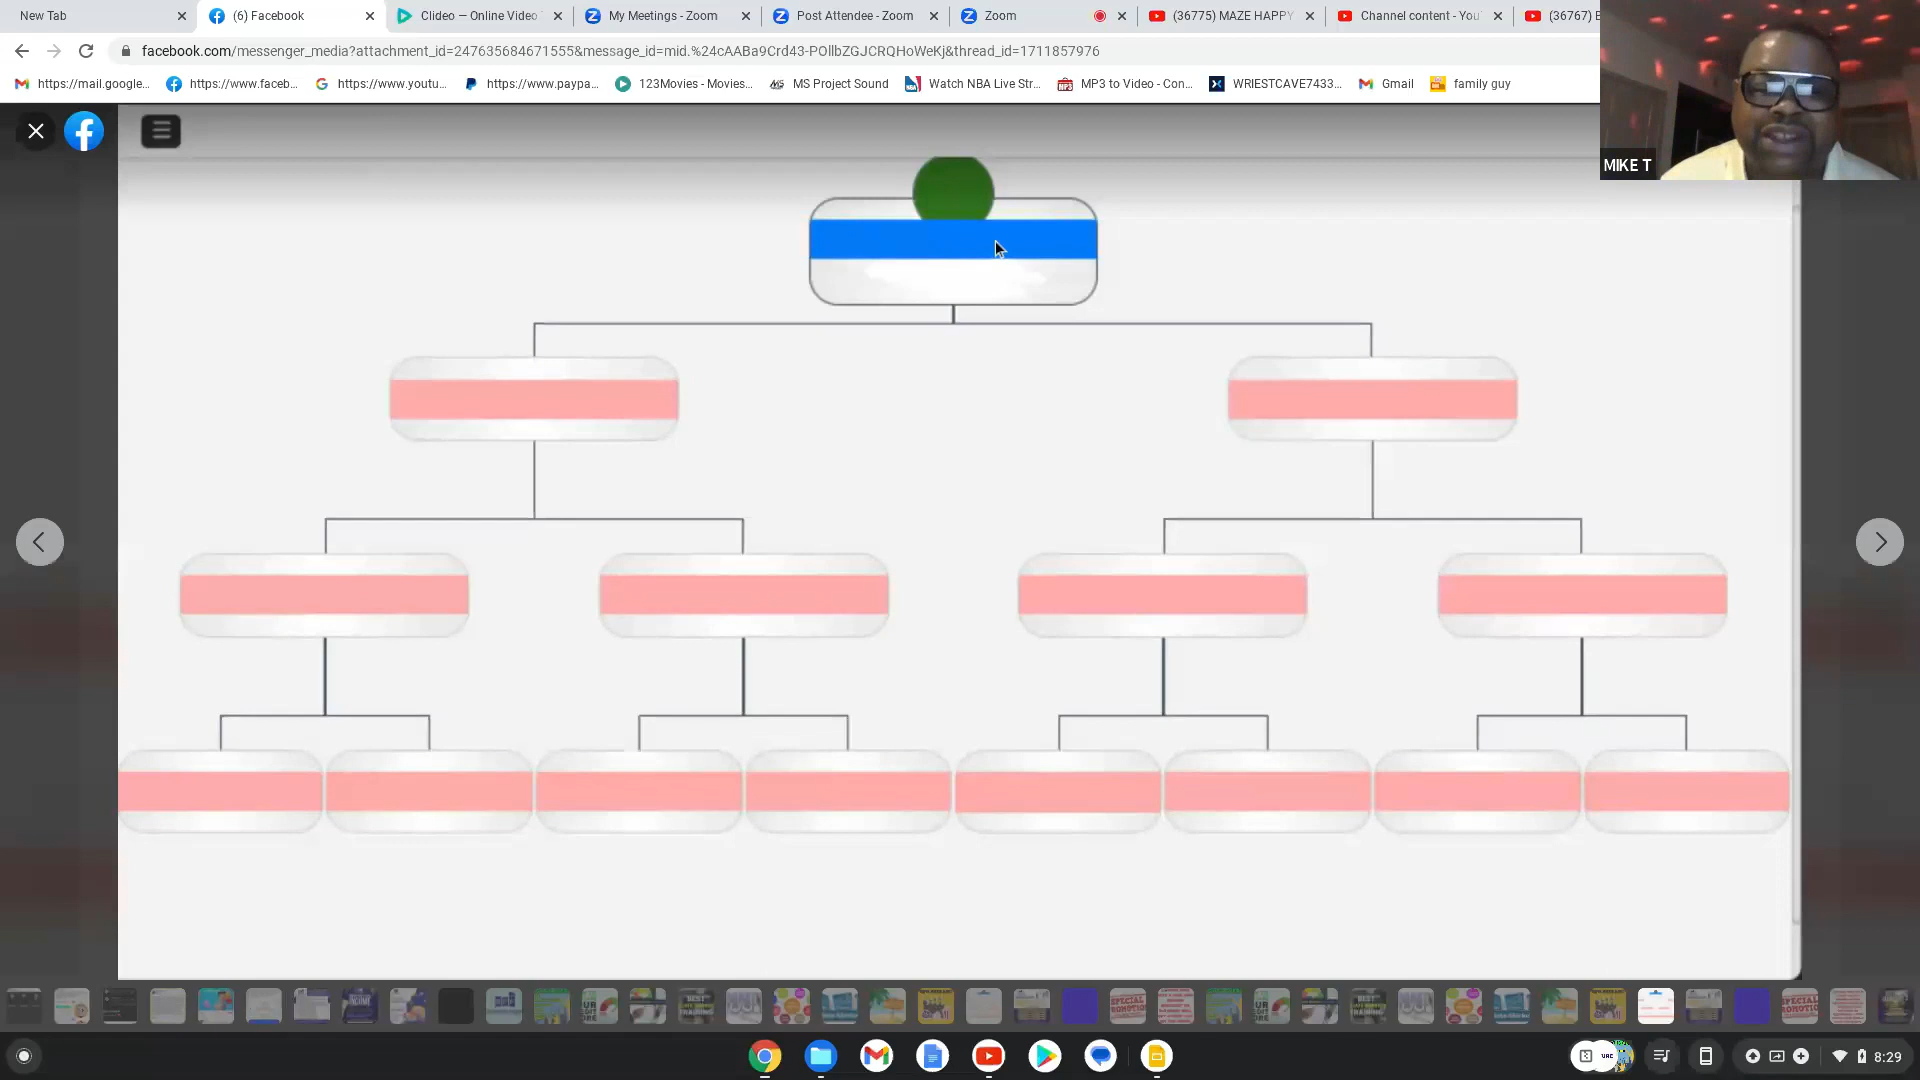 New Tab
(6) Facebook
Clideo — Online Video
My Meetings - Zoom
Post Attendee - Zoom
Zoom
(36775) MAZE HAPPY
Channel content - You
(36767) E
facebook.com/messenger_media?attachment_id=247635684671555&message_id=mid.%24cAABa9Crd43-POllbZGJCRQHoWeKj&thread_id=1711857976
https://mail.google...
https://www.faceb...
https://www.youtu...
https://www.paypa...
123Movies - Movies...
MS Project Sound
Watch NBA Live Str...
MP3 to Video - Con...
WRIESTCAVE7433...
Gmail
family guy
MIKE T
8:29